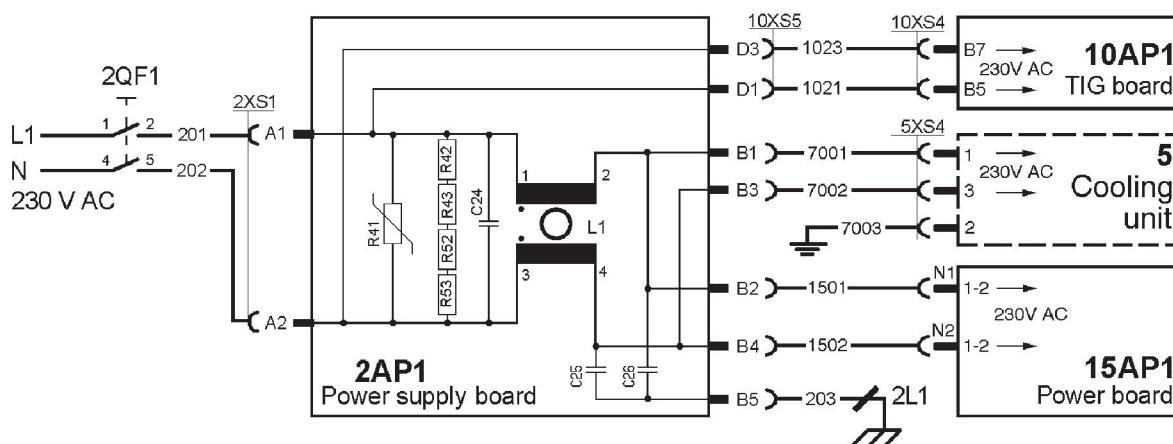 2QF1
L1
1
2
201
N
4
5
202
230 V AC
2XS1
A1
A2
R41
R42
R43
R52
R53
C24
1
2
3
4
L1
C25
C26
2AP1
Power supply board
D3
D1
B1
B3
B2
B4
B5
10XS5
1023
1021
10XS4
7001
7002
7003
5XS4
1501
1502
203
2L1
N1
N2
B7
230V AC
B5
10AP1
TIG board
1
230V AC
3
2
5
Cooling
unit
1-2
230V AC
1-2
15AP1
Power board